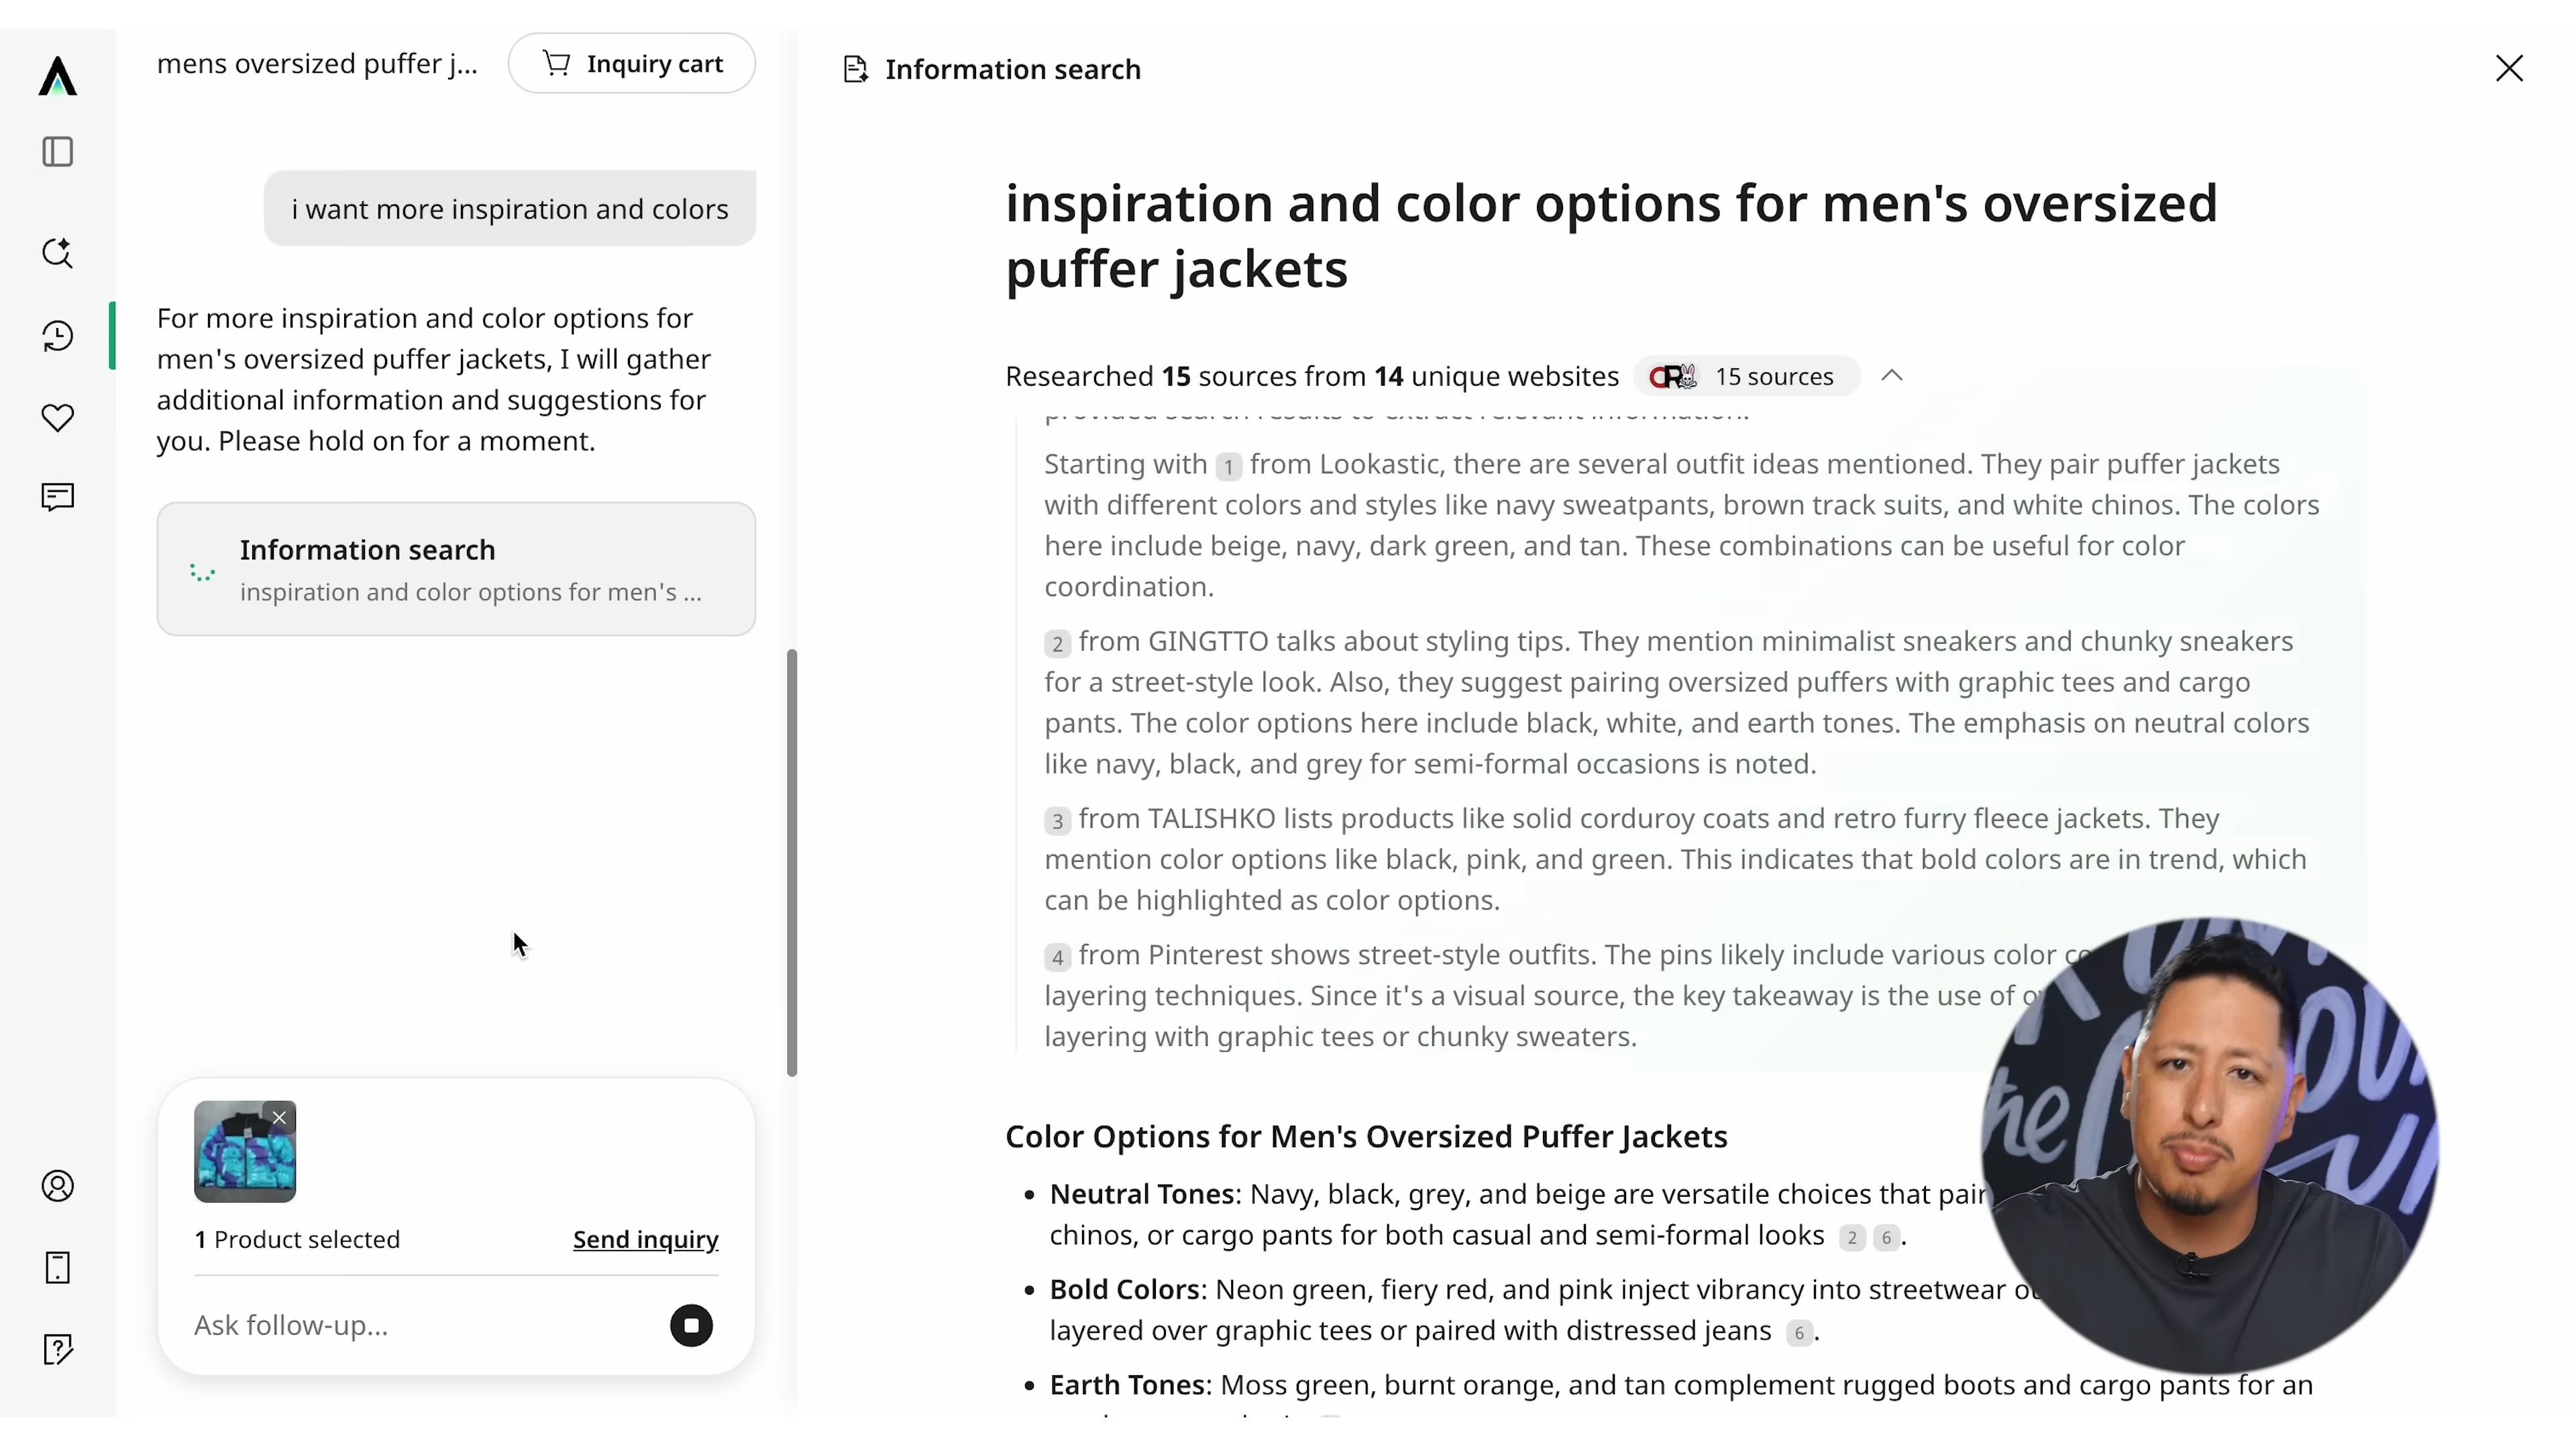 mens oversized puffer j...
Inquiry cart
i want more inspiration and colors
For more inspiration and color options for
men's oversized puffer jackets, I will gather
additional information and suggestions for
you. Please hold on for a moment.
Information search
inspiration and color options for men's ...
1 Product selected
Send inquiry
Ask follow-up...
Information search
inspiration and color options for men's oversized
puffer jackets
Researched 15 sources from 14 unique websites
15 sources
provided search results to extract relevant information.
Starting with 1 from Lookastic, there are several outfit ideas mentioned. They pair puffer jackets
with different colors and styles like navy sweatpants, brown track suits, and white chinos. The colors
here include beige, navy, dark green, and tan. These combinations can be useful for color
coordination.
2 from GINGTTO talks about styling tips. They mention minimalist sneakers and chunky sneakers
for a street-style look. Also, they suggest pairing oversized puffers with graphic tees and cargo
pants. The color options here include black, white, and earth tones. The emphasis on neutral colors
like navy, black, and grey for semi-formal occasions is noted.
3 from TALISHKO lists products like solid corduroy coats and retro furry fleece jackets. They
mention color options like black, pink, and green. This indicates that bold colors are in trend, which
can be highlighted as color options.
4 from Pinterest shows street-style outfits. The pins likely include various color
layering techniques. Since it's a visual source, the key takeaway is the use of
layering with graphic tees or chunky sweaters.
Color Options for Men's Oversized Puffer Jackets
• Neutral Tones: Navy, black, grey, and beige are versatile choices that pair
chinos, or cargo pants for both casual and semi-formal looks 2 6.
• Bold Colors: Neon green, fiery red, and pink inject vibrancy into streetwear
layered over graphic tees or paired with distressed jeans 6.
• Earth Tones: Moss green, burnt orange, and tan complement rugged boots and cargo pants for an
the